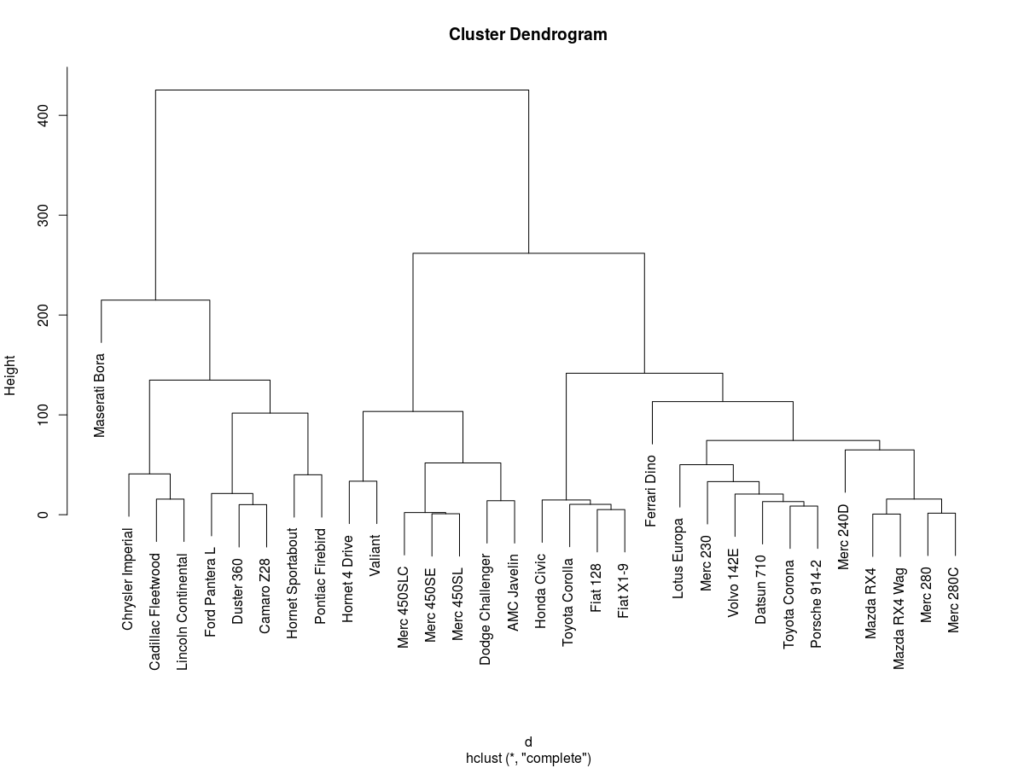 Cluster Dendrogram
Height
400
300
200
100
0
Maserati Bora
Chrysler Imperial
Cadillac Fleetwood
Lincoln Continental
Ford Pantera L
Duster 360
Camaro Z28
Hornet Sportabout
Pontiac Firebird
Hornet 4 Drive
Valiant
Merc 450SLC
Merc 450SE
Merc 450SL
Dodge Challenger
AMC Javelin
Honda Civic
Toyota Corolla
Fiat 128
Fiat X1-9
Ferrari Dino
Lotus Europa
Merc 230
Volvo 142E
Datsun 710
Toyota Corona
Porsche 914-2
Merc 240D
Mazda RX4
Mazda RX4 Wag
Merc 280
Merc 280C
d
hclust (*, "complete")